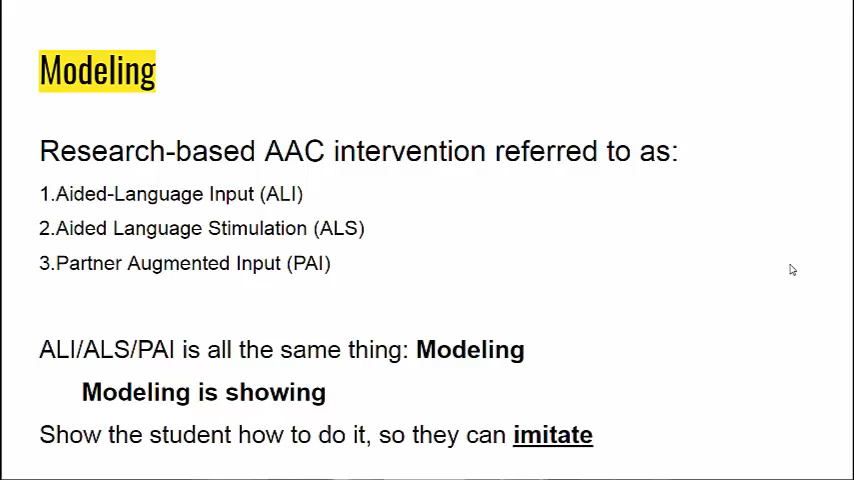 Modeling
Research-based AAC intervention referred to as:
1.Aided-Language Input (ALI)
2.Aided Language Stimulation (ALS)
3.Partner Augmented Input (PAI)
ALI/ALS/PAI is all the same thing: Modeling
Modeling is showing
Show the student how to do it, so they can imitate